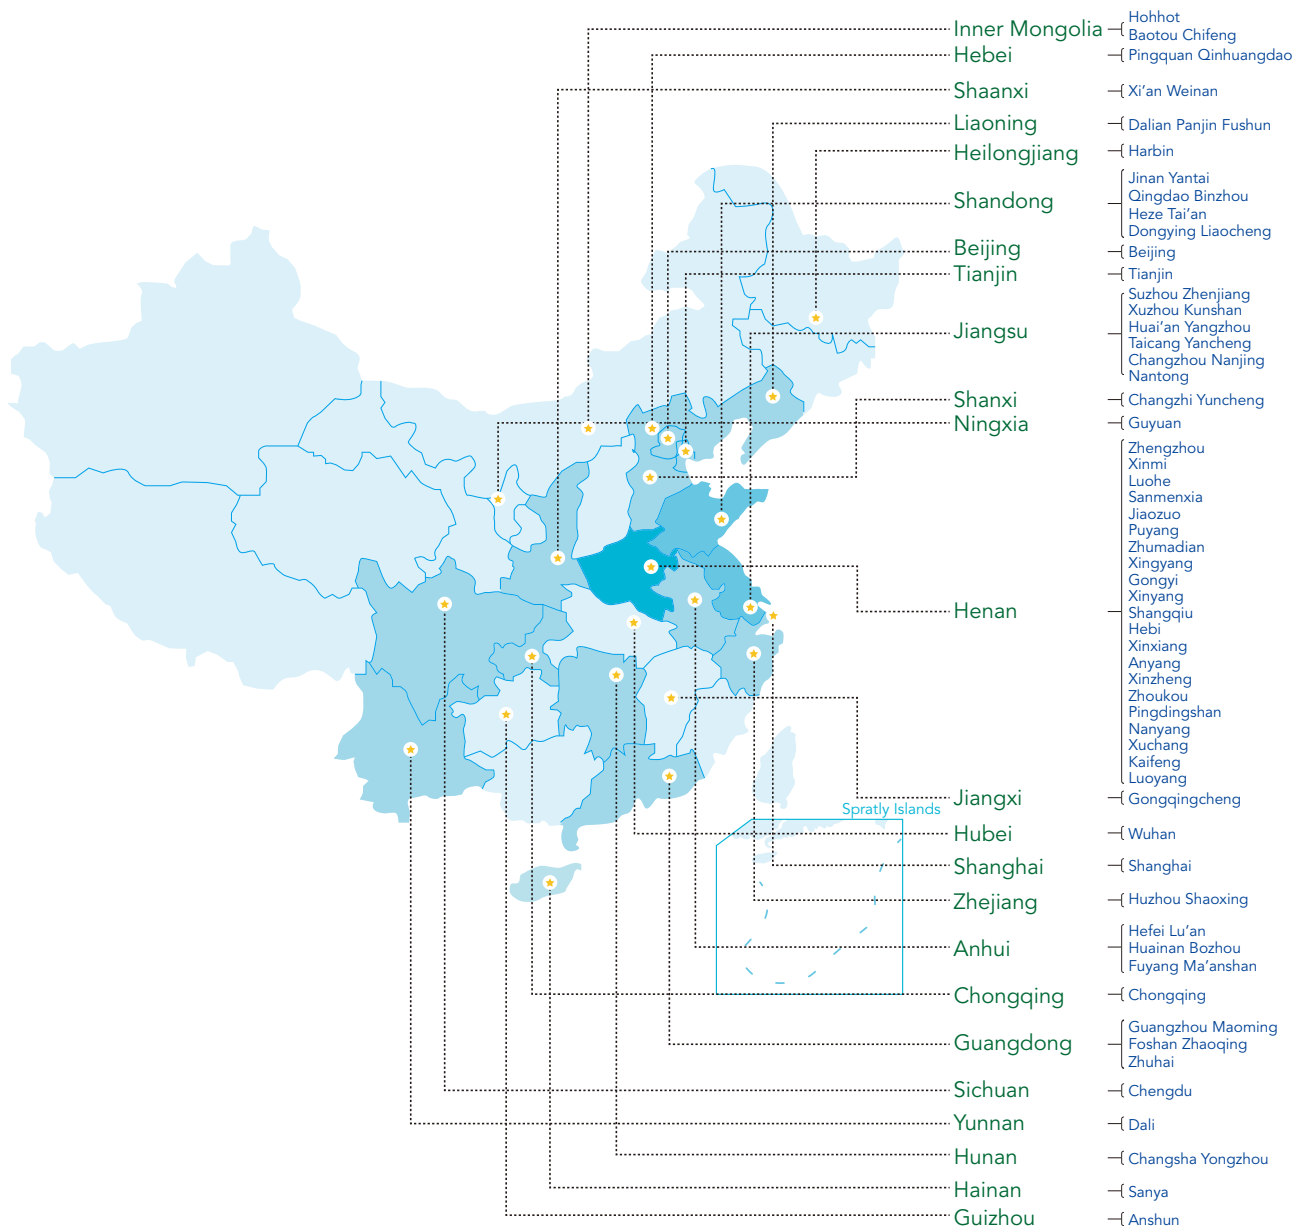 Inner Mongolia
Hohhot
Baotou Chifeng
Hebei
Pingquan Qinhuangdao
Shaanxi
Xi'an Weinan
Liaoning
Dalian Panjin Fushun
Heilongjiang
Harbin
Shandong
Jinan Yantai
Qingdao Binzhou
Heze Tai'an
Dongying Liaocheng
Beijing
Beijing
Tianjin
Tianjin
Jiangsu
Suzhou Zhenjiang
Xuzhou Kunshan
Huai'an Yangzhou
Taicang Yancheng
Changzhou Nanjing
Nantong
Shanxi
Changzhi Yuncheng
Ningxia
Guyuan
Henan
Zhengzhou
Xinmi
Luohe
Sanmenxia
Jiaozuo
Puyang
Zhumadian
Xingyang
Gongyi
Xinyang
Shangqiu
Hebi
Xinxiang
Anyang
Xinzheng
Zhoukou
Pingdingshan
Nanyang
Xuchang
Kaifeng
Luoyang
Jiangxi
Gongqingcheng
Spratly Islands
Hubei
Wuhan
Shanghai
Shanghai
Zhejiang
Huzhou Shaoxing
Anhui
Hefei Lu'an
Huainan Bozhou
Fuyang Ma'anshan
Chongqing
Chongqing
Guangdong
Guangzhou Maoming
Foshan Zhaoqing
Zhuhai
Sichuan
Chengdu
Yunnan
Dali
Hunan
Changsha Yongzhou
Hainan
Sanya
Guizhou
Anshun